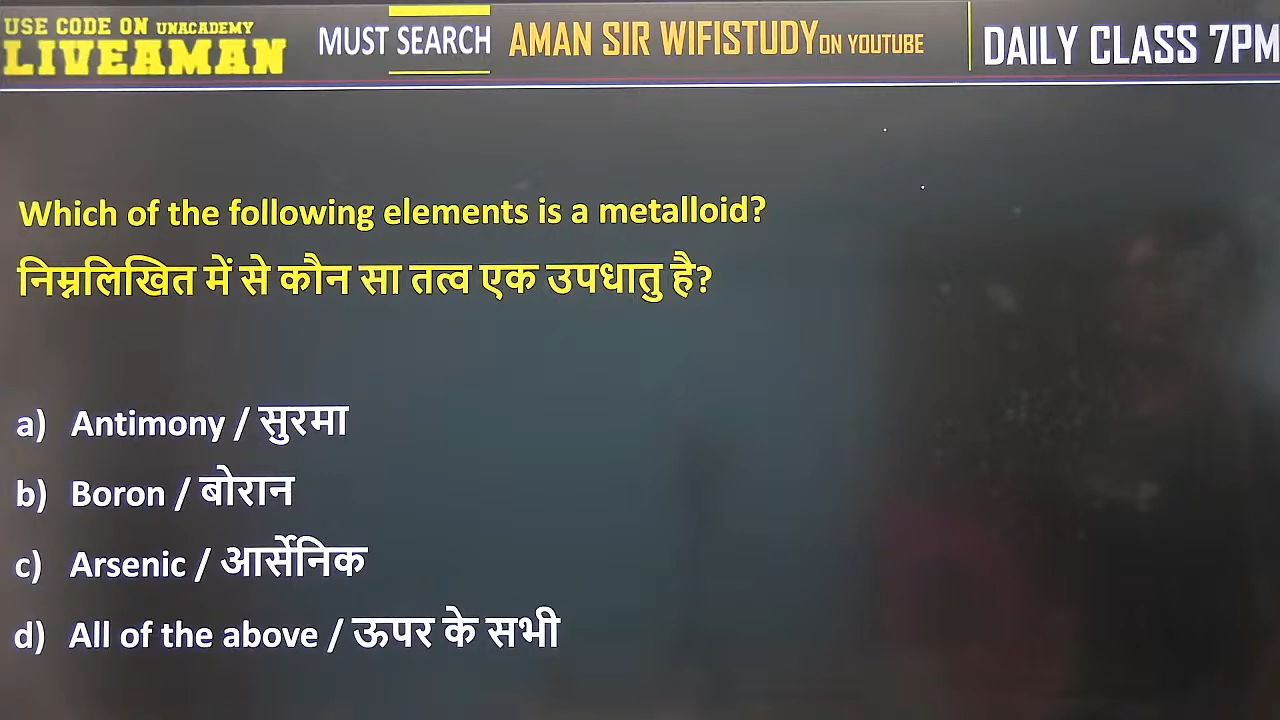 USE CODE ON UNACADEMY
LIVEAMAN
MUST SEARCH
AMAN SIR WIFISTUDY ON YOUTUBE
DAILY CLASS 7PM
Which of the following elements is a metalloid?
निम्नलिखित में से कौन सा तत्व एक उपधातु है?
a) Antimony / सुरमा
b) Boron / बोरान
c) Arsenic / आर्सेनिक
d) All of the above / ऊपर के सभी